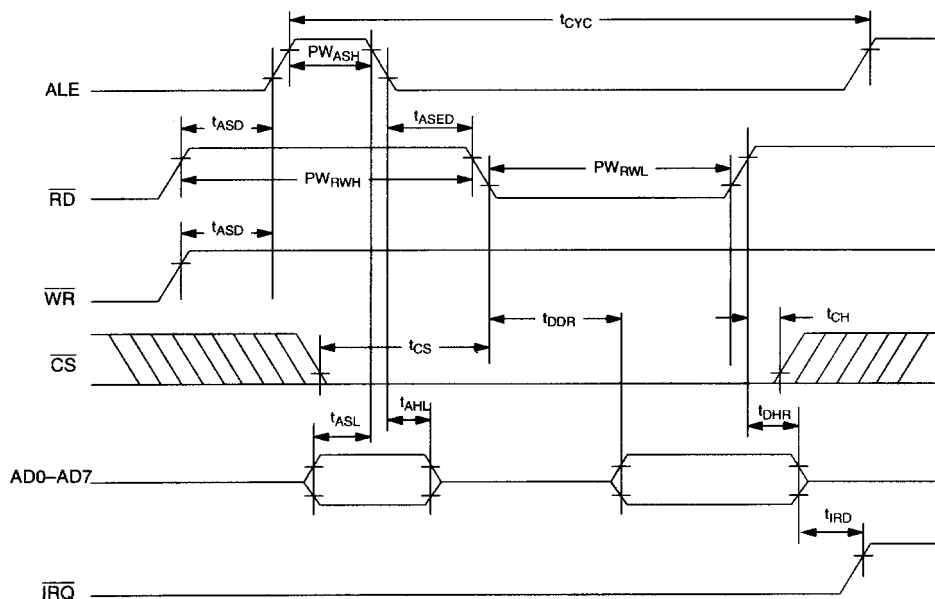 tCYC
PWASH
ALE
tASD
tASED
PWRWH
PWRWL
RD
tASD
WR
tDDR
tCH
tCS
CS
tASL
tAHL
tDHR
AD0–AD7
tIRD
IRQ